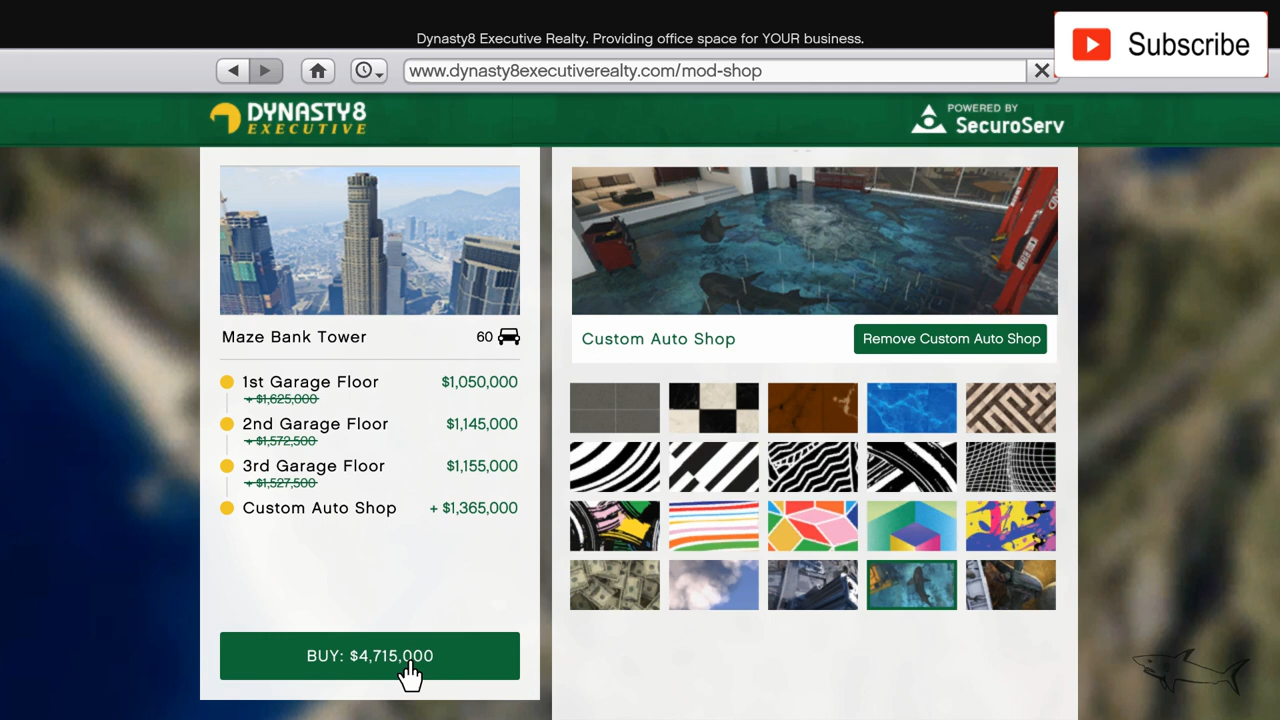 Dynasty8 Executive Realty. Providing office space for YOUR business.
Subscribe
www.dynasty8executiverealty.com/mod-shop
DYNASTY8
EXECUTIVE
POWERED BY
SecuroServ
Maze Bank Tower 60
1st Garage Floor $1,050,000
+ $1,625,000
2nd Garage Floor $1,145,000
+ $1,572,500
3rd Garage Floor $1,155,000
+ $1,527,500
Custom Auto Shop + $1,365,000
BUY: $4,715,000
Custom Auto Shop
Remove Custom Auto Shop